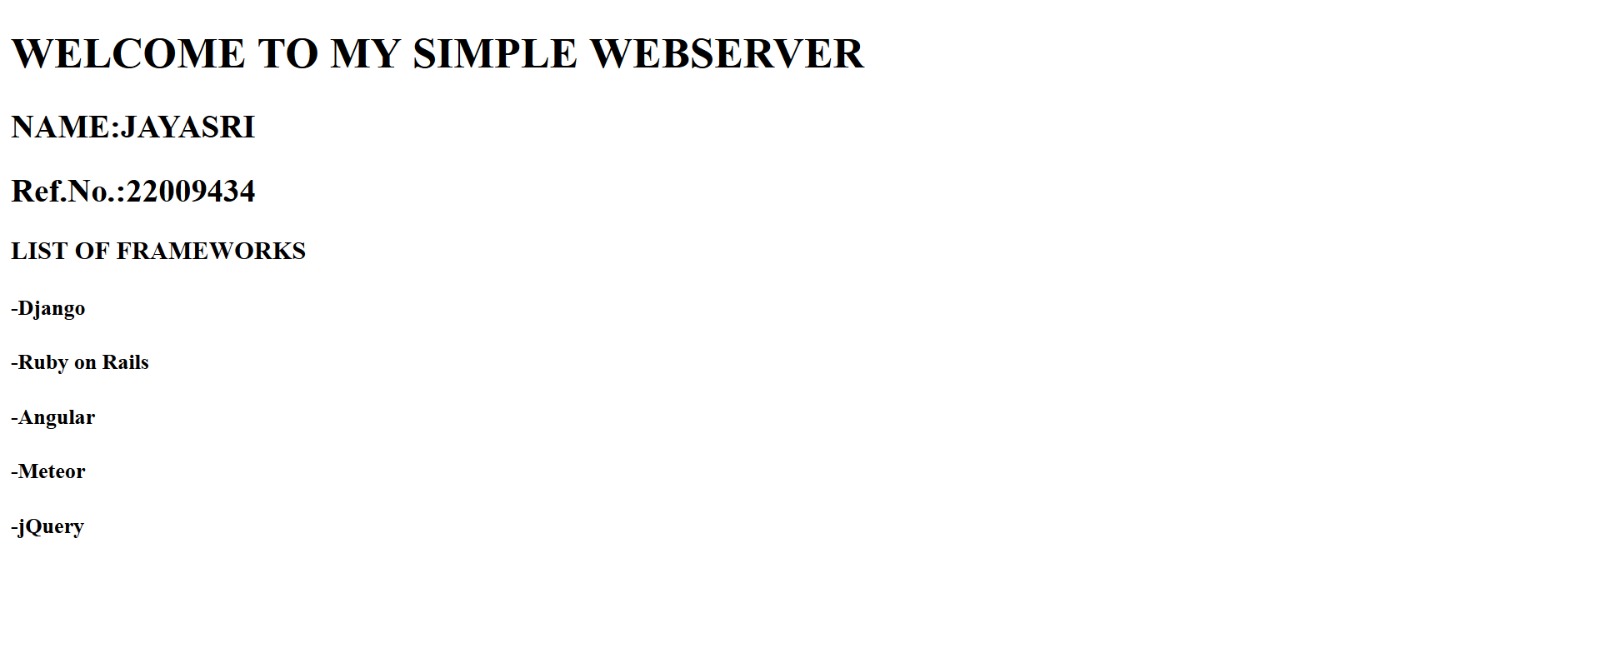 WELCOME TO MY SIMPLE WEBSERVER
NAME:JAYASRI
Ref.No.:22009434
LIST OF FRAMEWORKS
-Django
-Ruby on Rails
-Angular
-Meteor
-jQuery